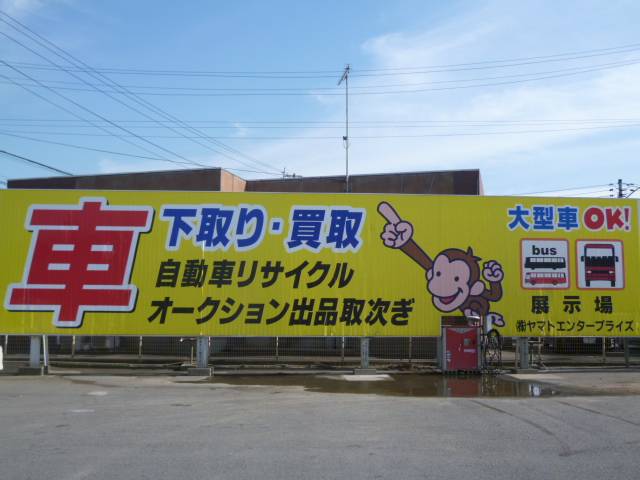 車
下取り・買取
自動車リサイクル
オークション出品取次ぎ
大型車OK!
bus
展示場
㈱ヤマトエンタープライズ